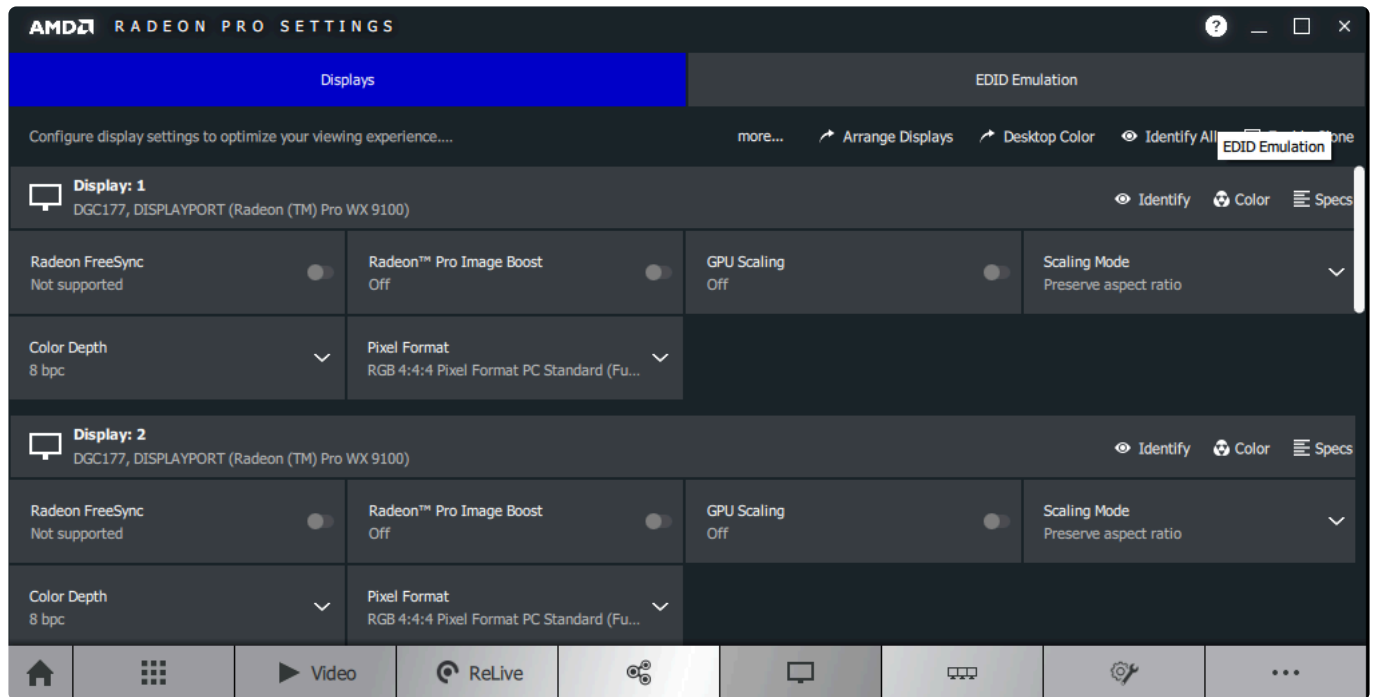 AMD RADEON PRO SETTINGS ?
Displays EDID Emulation
Configure display settings to optimize your viewing experience.... more... Arrange Displays Desktop Color Identify All
EDID Emulation
Display: 1
DGC177, DISPLAYPORT (Radeon (TM) Pro WX 9100) Identify Color Specs
Radeon FreeSync Radeon™ Pro Image Boost GPU Scaling Scaling Mode
Not supported Off Off Preserve aspect ratio
Color Depth Pixel Format
8 bpc RGB 4:4:4 Pixel Format PC Standard (Fu...
Display: 2
DGC177, DISPLAYPORT (Radeon (TM) Pro WX 9100) Identify Color Specs
Radeon FreeSync Radeon™ Pro Image Boost GPU Scaling Scaling Mode
Not supported Off Off Preserve aspect ratio
Color Depth Pixel Format
8 bpc RGB 4:4:4 Pixel Format PC Standard (Fu...
Video ReLive